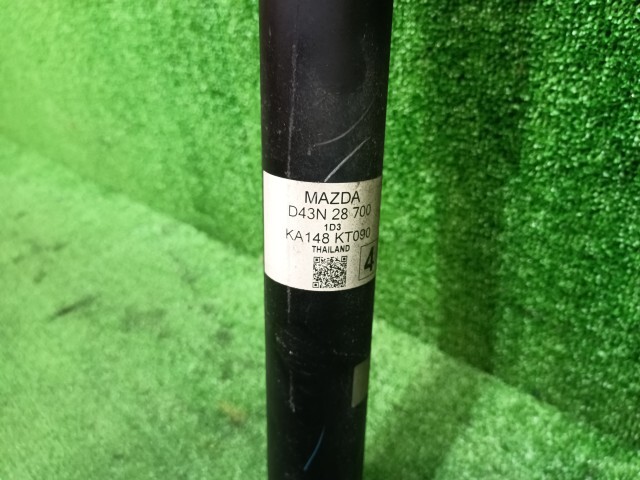 MAZDA
D43N 28 700
1D3
KA148 KT090
THAILAND
4